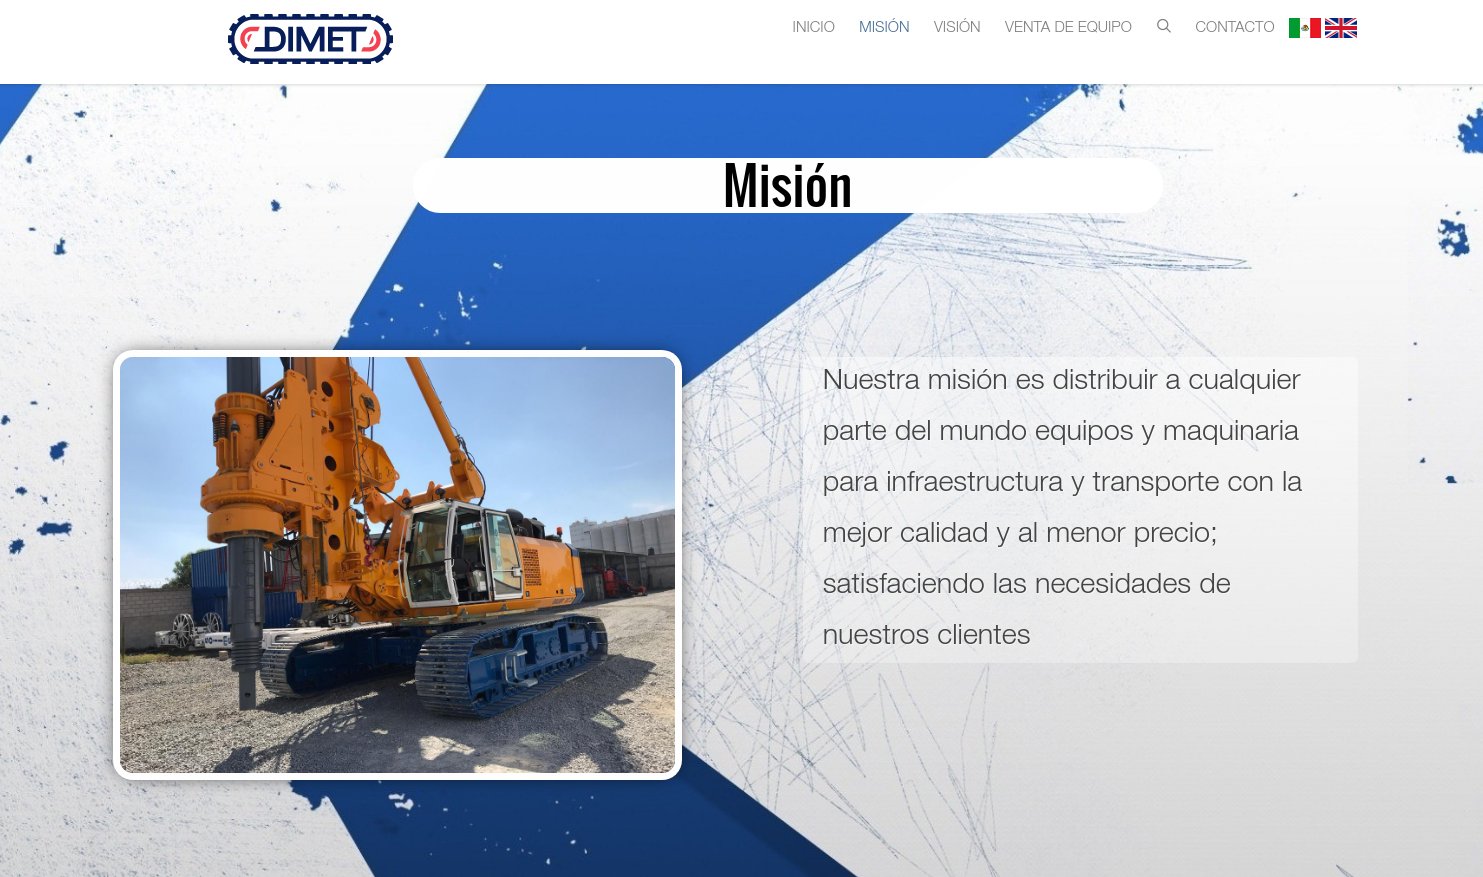 DIMET
INICIO
MISIÓN
VISIÓN
VENTA DE EQUIPO
CONTACTO
Misión
Nuestra misión es distribuir a cualquier
parte del mundo equipos y maquinaria
para infraestructura y transporte con la
mejor calidad y al menor precio;
satisfaciendo las necesidades de
nuestros clientes